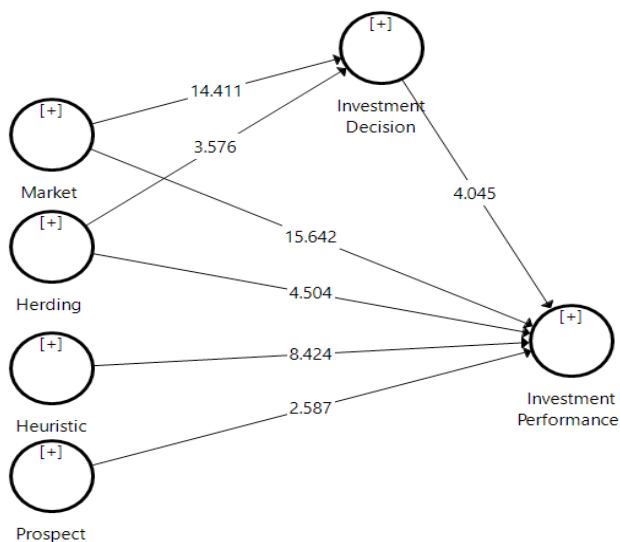 [+]
Investment
Decision
14.411
[+]
3.576
Market
4.045
[+]
15.642
Herding
4.504
[+]
[+]
8.424
Investment
Performance
Heuristic
2.587
[+]
Prospect